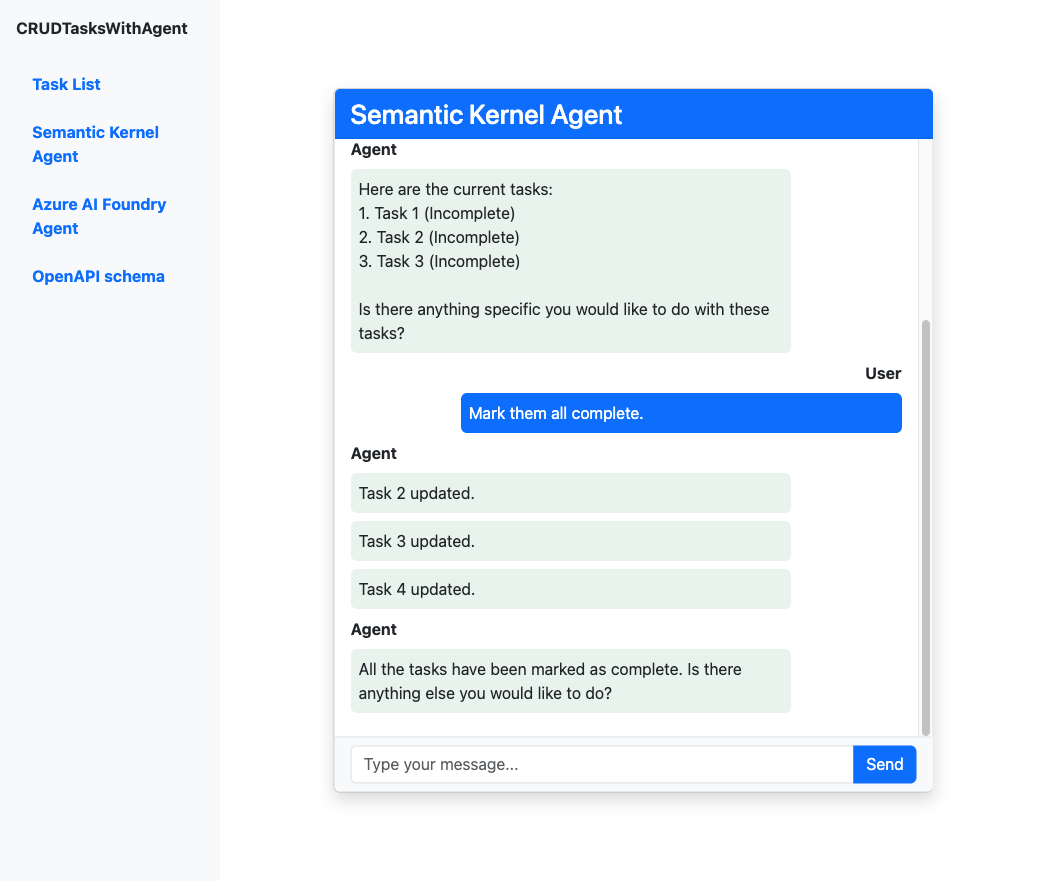 CRUDTasksWithAgent
Task List
Semantic Kernel
Agent
Azure AI Foundry
Agent
OpenAPI schema
Semantic Kernel Agent
Agent
Here are the current tasks:
1. Task 1 (Incomplete)
2. Task 2 (Incomplete)
3. Task 3 (Incomplete)
Is there anything specific you would like to do with these
tasks?
User
Mark them all complete.
Agent
Task 2 updated.
Task 3 updated.
Task 4 updated.
Agent
All the tasks have been marked as complete. Is there
anything else you would like to do?
Type your message...
Send